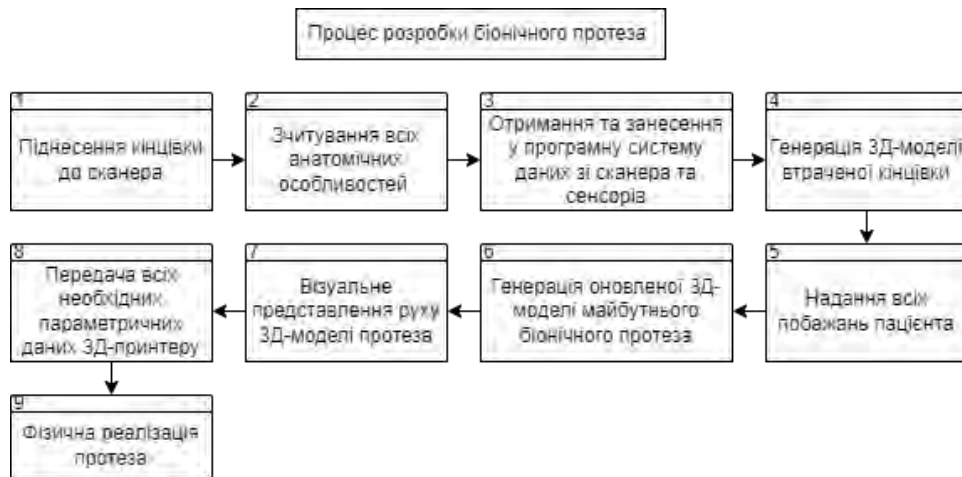 Процес розробки біонічного протеза
1
Піднесення кінцівки
до сканера
2
Зчитування всіх
анатомічних
особливостей
3
Отримання та занесення
у програмну систему
даних зі сканера та
сенсорів
4
Генерація 3Д-моделі
втраченої кінцівки
5
Надання всіх
побажань пацієнта
6
Генерація оновленої 3Д-
моделі майбутнього
біонічного протеза
7
Візуальне
представлення руху
3Д-моделі протеза
8
Передача всіх
необхідних
параметричних
даних 3Д-принтеру
9
Фізична реалізація
протеза